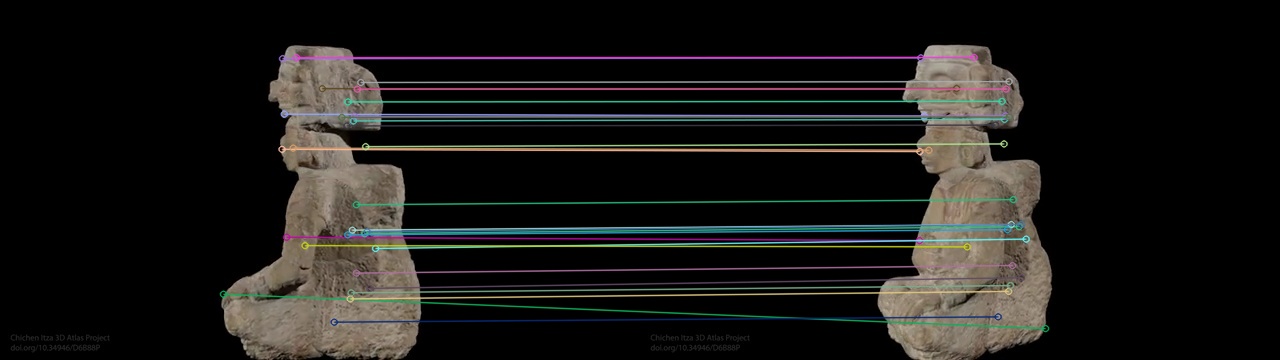 Chichen Itza 3D Atlas Project
doi.org/10.34946/D6B88P
Chichen Itza 3D Atlas Project
doi.org/10.34946/D6B88P